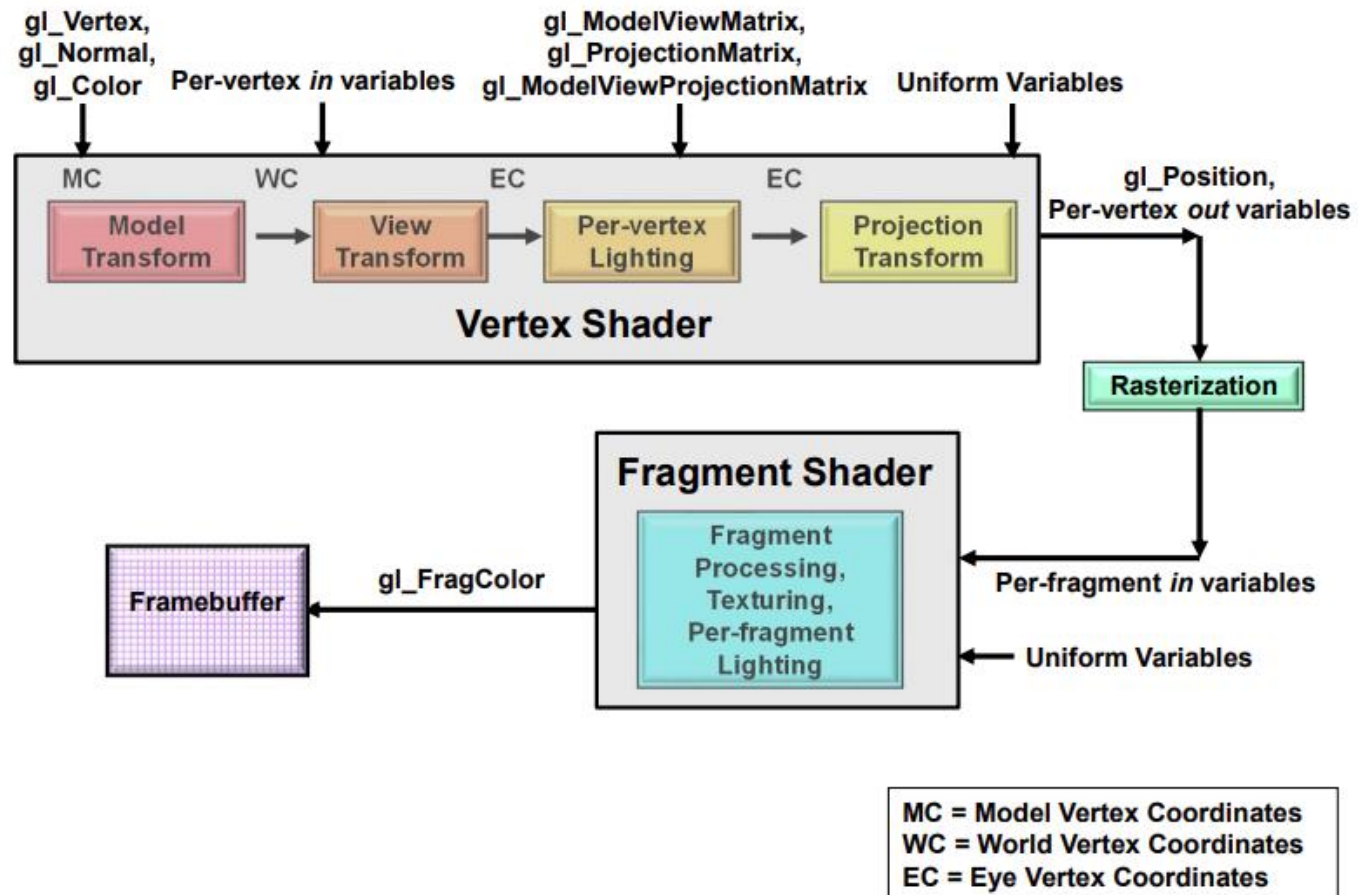 gl_Vertex,
gl_Normal,
gl_Color
Per-vertex in variables
gl_ModelViewMatrix,
gl_ProjectionMatrix,
gl_ModelViewProjectionMatrix
Uniform Variables
MC
WC
EC
EC
Model
Transform
View
Transform
Per-vertex
Lighting
Projection
Transform
Vertex Shader
gl_Position,
Per-vertex out variables
Rasterization
Fragment Shader
Fragment
Processing,
Texturing,
Per-fragment
Lighting
Per-fragment in variables
Uniform Variables
gl_FragColor
Framebuffer
MC = Model Vertex Coordinates
WC = World Vertex Coordinates
EC = Eye Vertex Coordinates